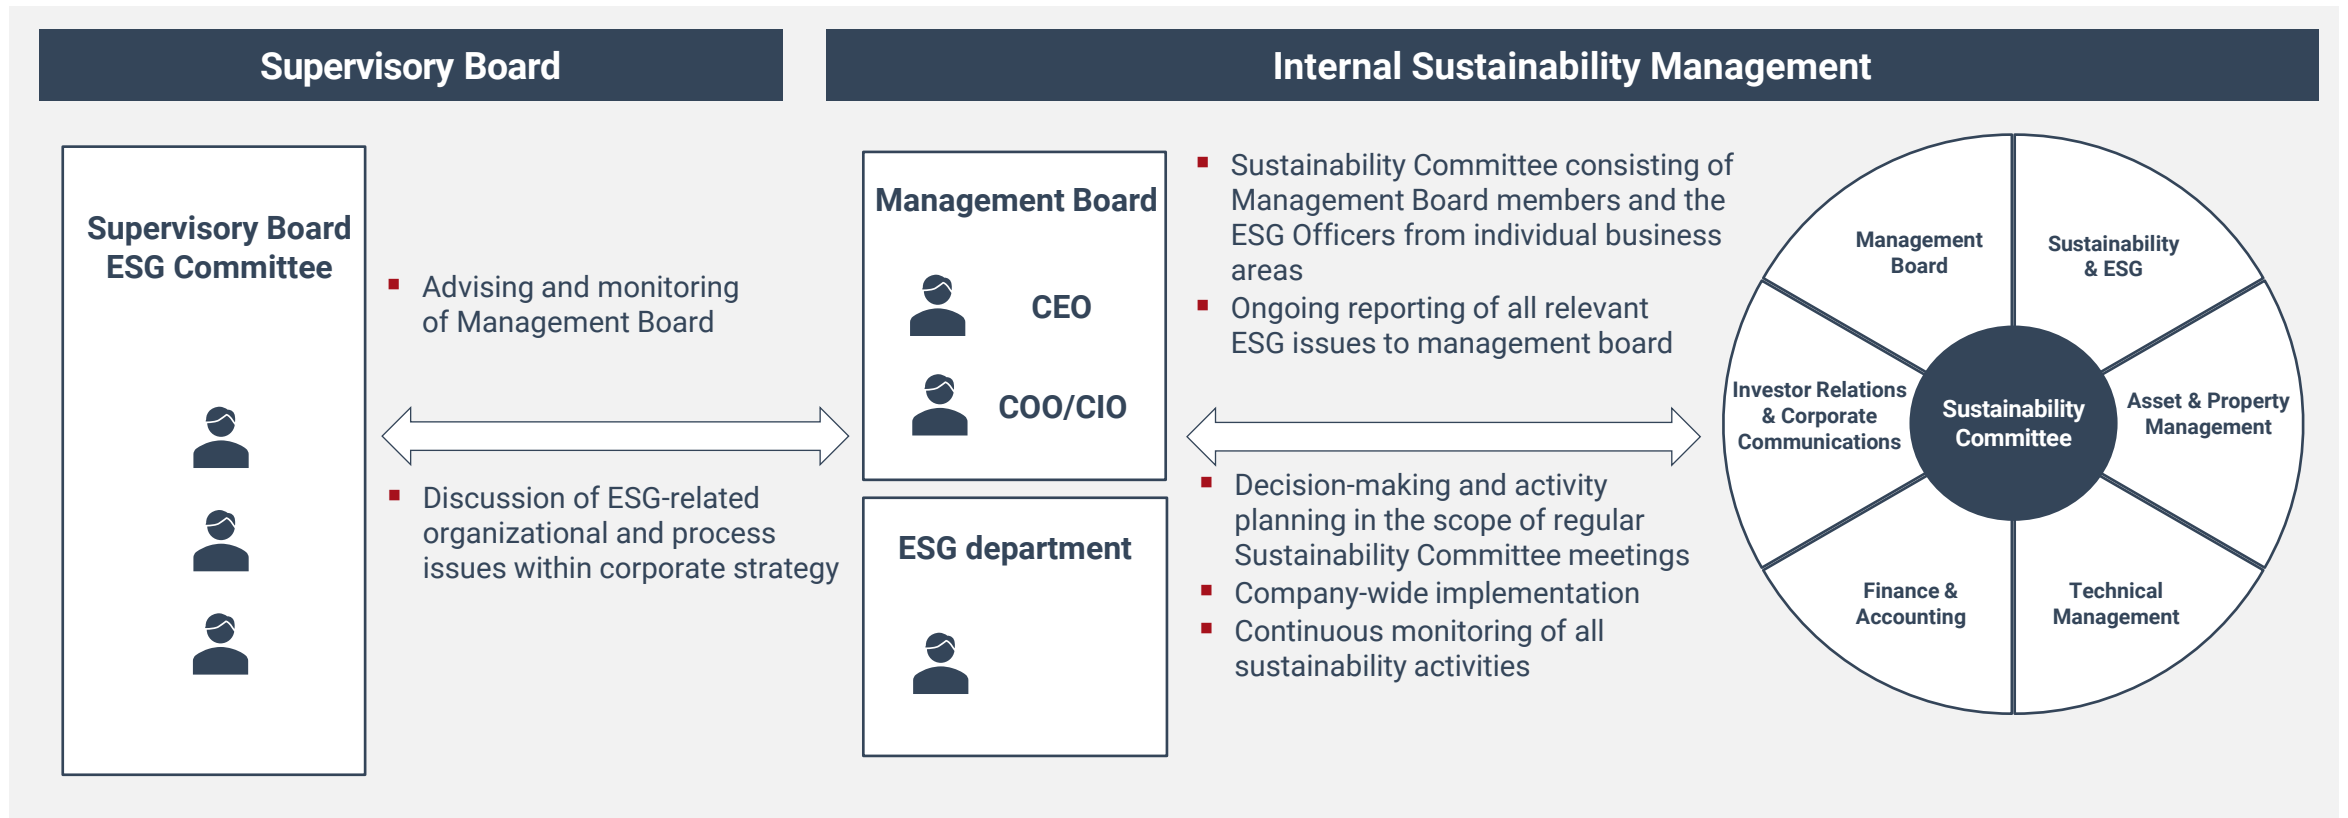 Supervisory Board
Internal Sustainability Management
Supervisory Board
ESG Committee
Advising and monitoring
of Management Board
Discussion of ESG-related
organizational and process
issues within corporate strategy
Management Board
CEO
COO/CIO
ESG department
Sustainability Committee consisting of
Management Board members and the
ESG Officers from individual business
areas
Ongoing reporting of all relevant
ESG issues to management board
Decision-making and activity
planning in the scope of regular
Sustainability Committee meetings
Company-wide implementation
Continuous monitoring of all
sustainability activities
Management
Board
Sustainability
& ESG
Investor Relations
& Corporate
Communications
Sustainability
Committee
Asset & Property
Management
Finance &
Accounting
Technical
Management